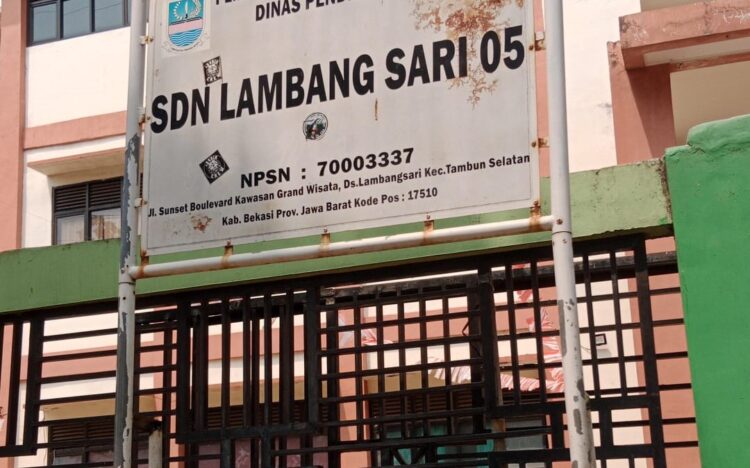 DINAS
SDN LAMBANG SARI 05
NPSN : 70003337
Jl. Sunset Boulevard Kawasan Grand Wisata, Ds.Lambangsari Kec.Tambun Selatan
Kab. Bekasi Prov. Jawa Barat Kode Pos : 17510